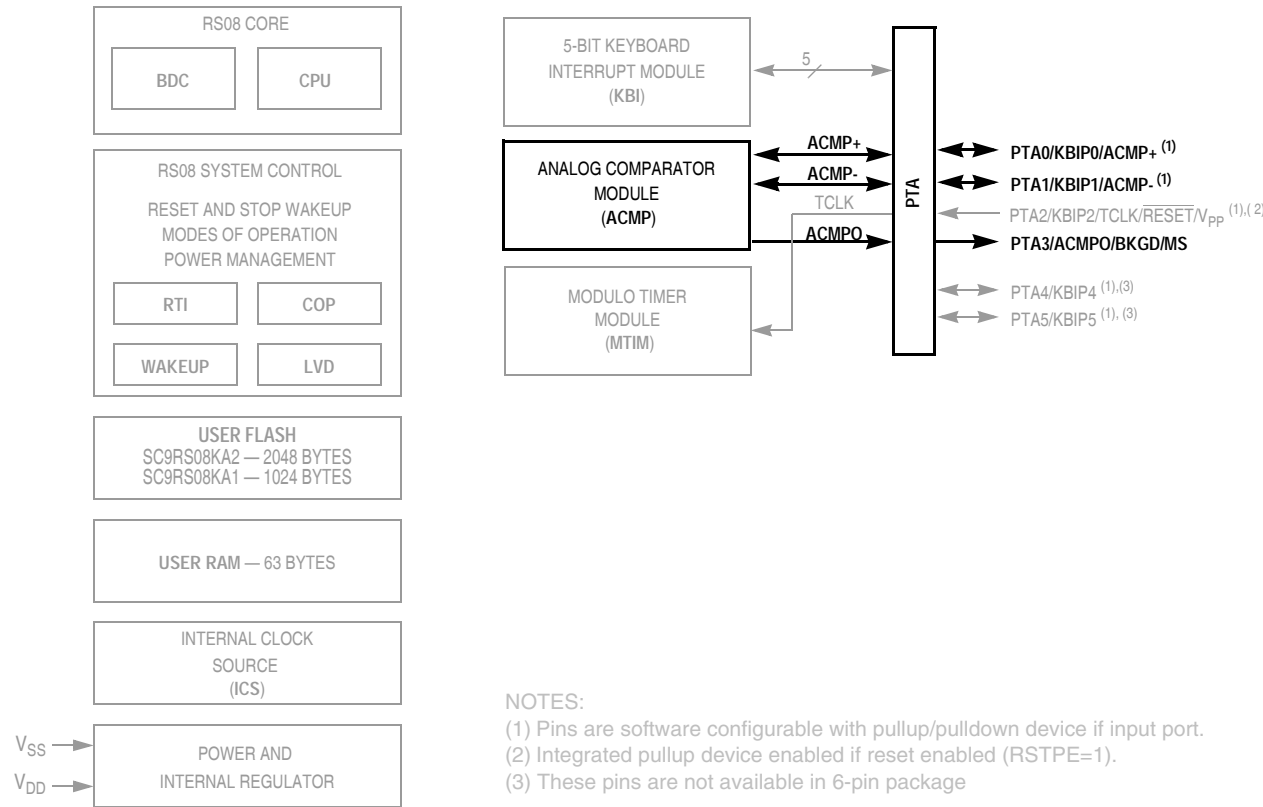 RS08 CORE
BDC
CPU
RS08 SYSTEM CONTROL
RESET AND STOP WAKEUP
MODES OF OPERATION
POWER MANAGEMENT
RTI
COP
WAKEUP
LVD
USER FLASH
SC9RS08KA2 — 2048 BYTES
SC9RS08KA1 — 1024 BYTES
USER RAM — 63 BYTES
INTERNAL CLOCK
SOURCE
(ICS)
VSS
VDD
POWER AND
INTERNAL REGULATOR
5-BIT KEYBOARD
INTERRUPT MODULE
(KBI)
5
ANALOG COMPARATOR
MODULE
(ACMP)
ACMP+
ACMP-
TCLK
ACMPO
MODULO TIMER
MODULE
(MTIM)
PTA
PTA0/KBIP0/ACMP+ (1)
PTA1/KBIP1/ACMP- (1)
PTA2/KBIP2/TCLK/RESET/VPP (1),( 2)
PTA3/ACMPO/BKGD/MS
PTA4/KBIP4 (1),(3)
PTA5/KBIP5 (1), (3)
NOTES:
(1) Pins are software configurable with pullup/pulldown device if input port.
(2) Integrated pullup device enabled if reset enabled (RSTPE=1).
(3) These pins are not available in 6-pin package